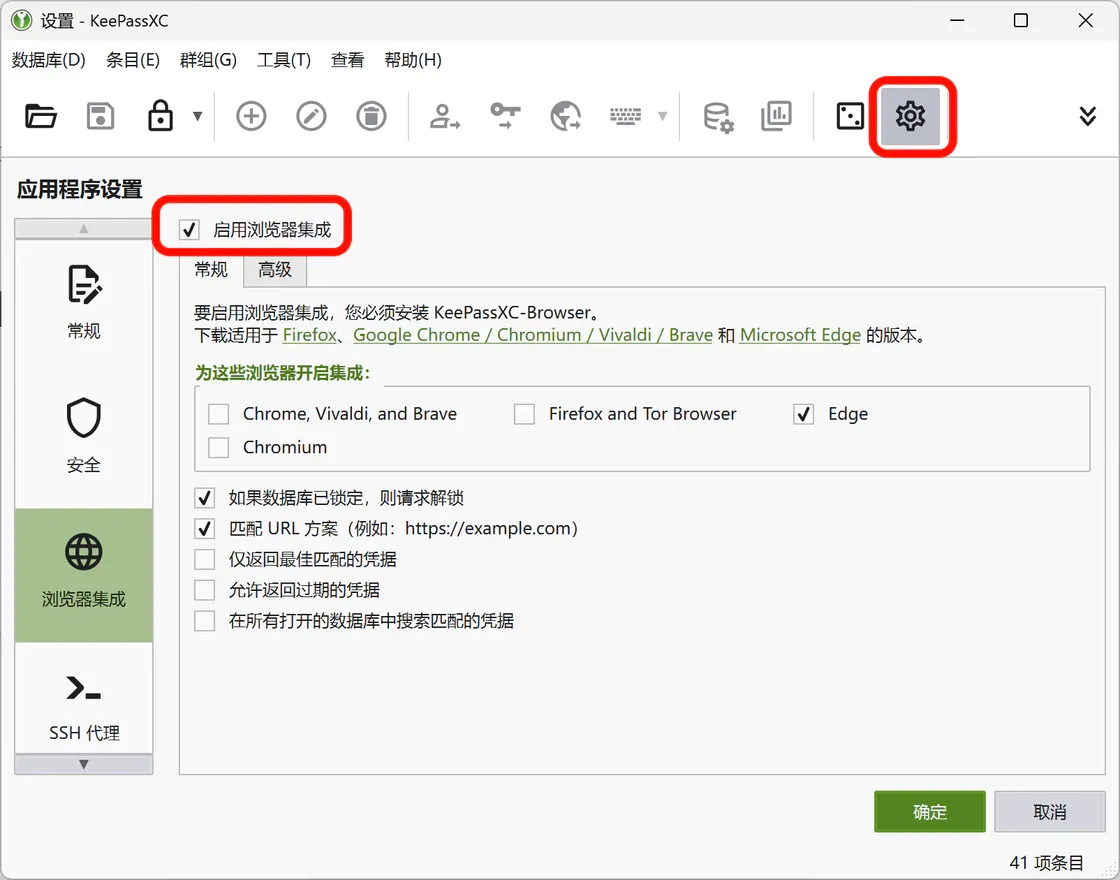 设置 - KeePassXC
数据库(D) 条目(E) 群组(G) 工具(T) 查看 帮助(H)
应用程序设置
常规
安全
浏览器集成
SSH 代理
启用浏览器集成
常规 高级
要启用浏览器集成，您必须安装 KeePassXC-Browser。
下载适用于 Firefox、Google Chrome / Chromium / Vivaldi / Brave 和 Microsoft Edge 的版本。
为这些浏览器开启集成：
Chrome, Vivaldi, and Brave Firefox and Tor Browser Edge
Chromium
如果数据库已锁定，则请求解锁
匹配 URL 方案（例如：https://example.com）
仅返回最佳匹配的凭据
允许返回过期的凭据
在所有打开的数据库中搜索匹配的凭据
确定 取消
41 项条目